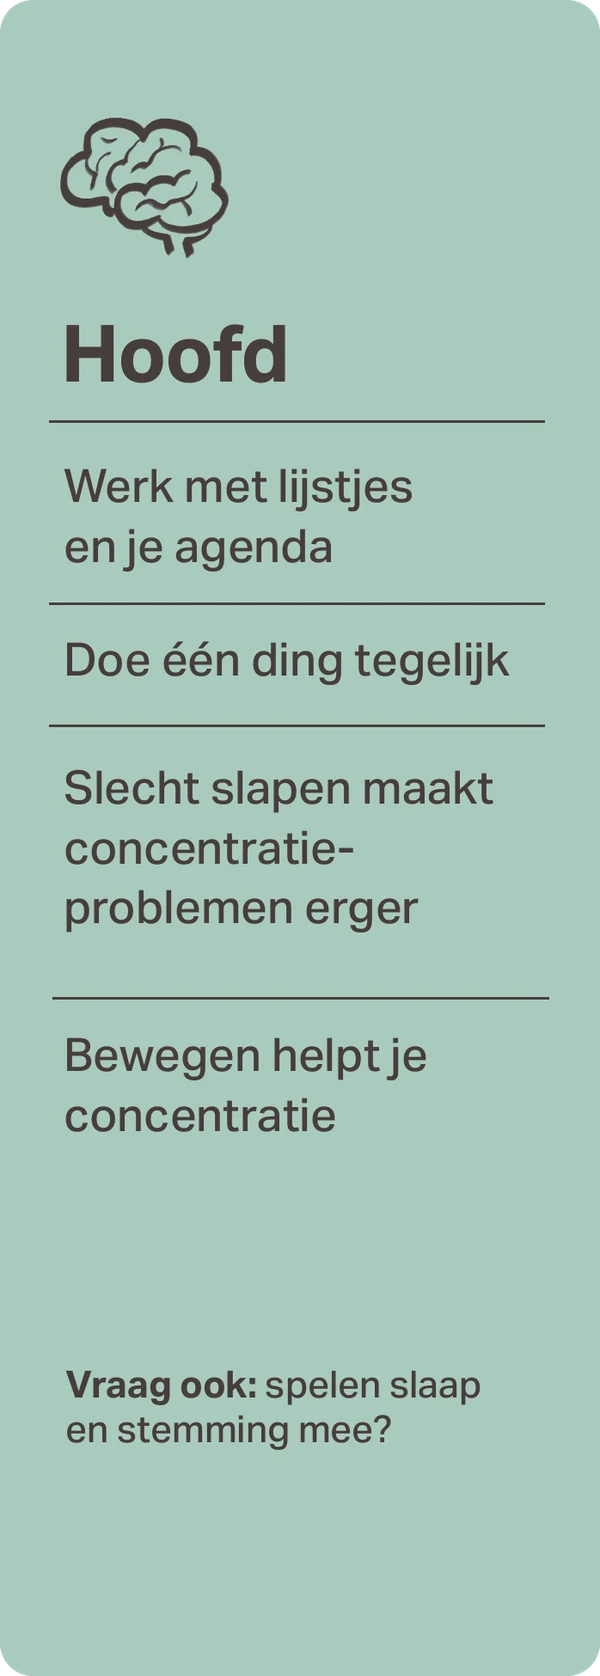 Hoofd
Werk met lijstjes
en je agenda
Doe één ding tegelijk
Slecht slapen maakt
concentratie-
problemen erger
Bewegen helpt je
concentratie
Vraag ook: spelen slaap
en stemming mee?